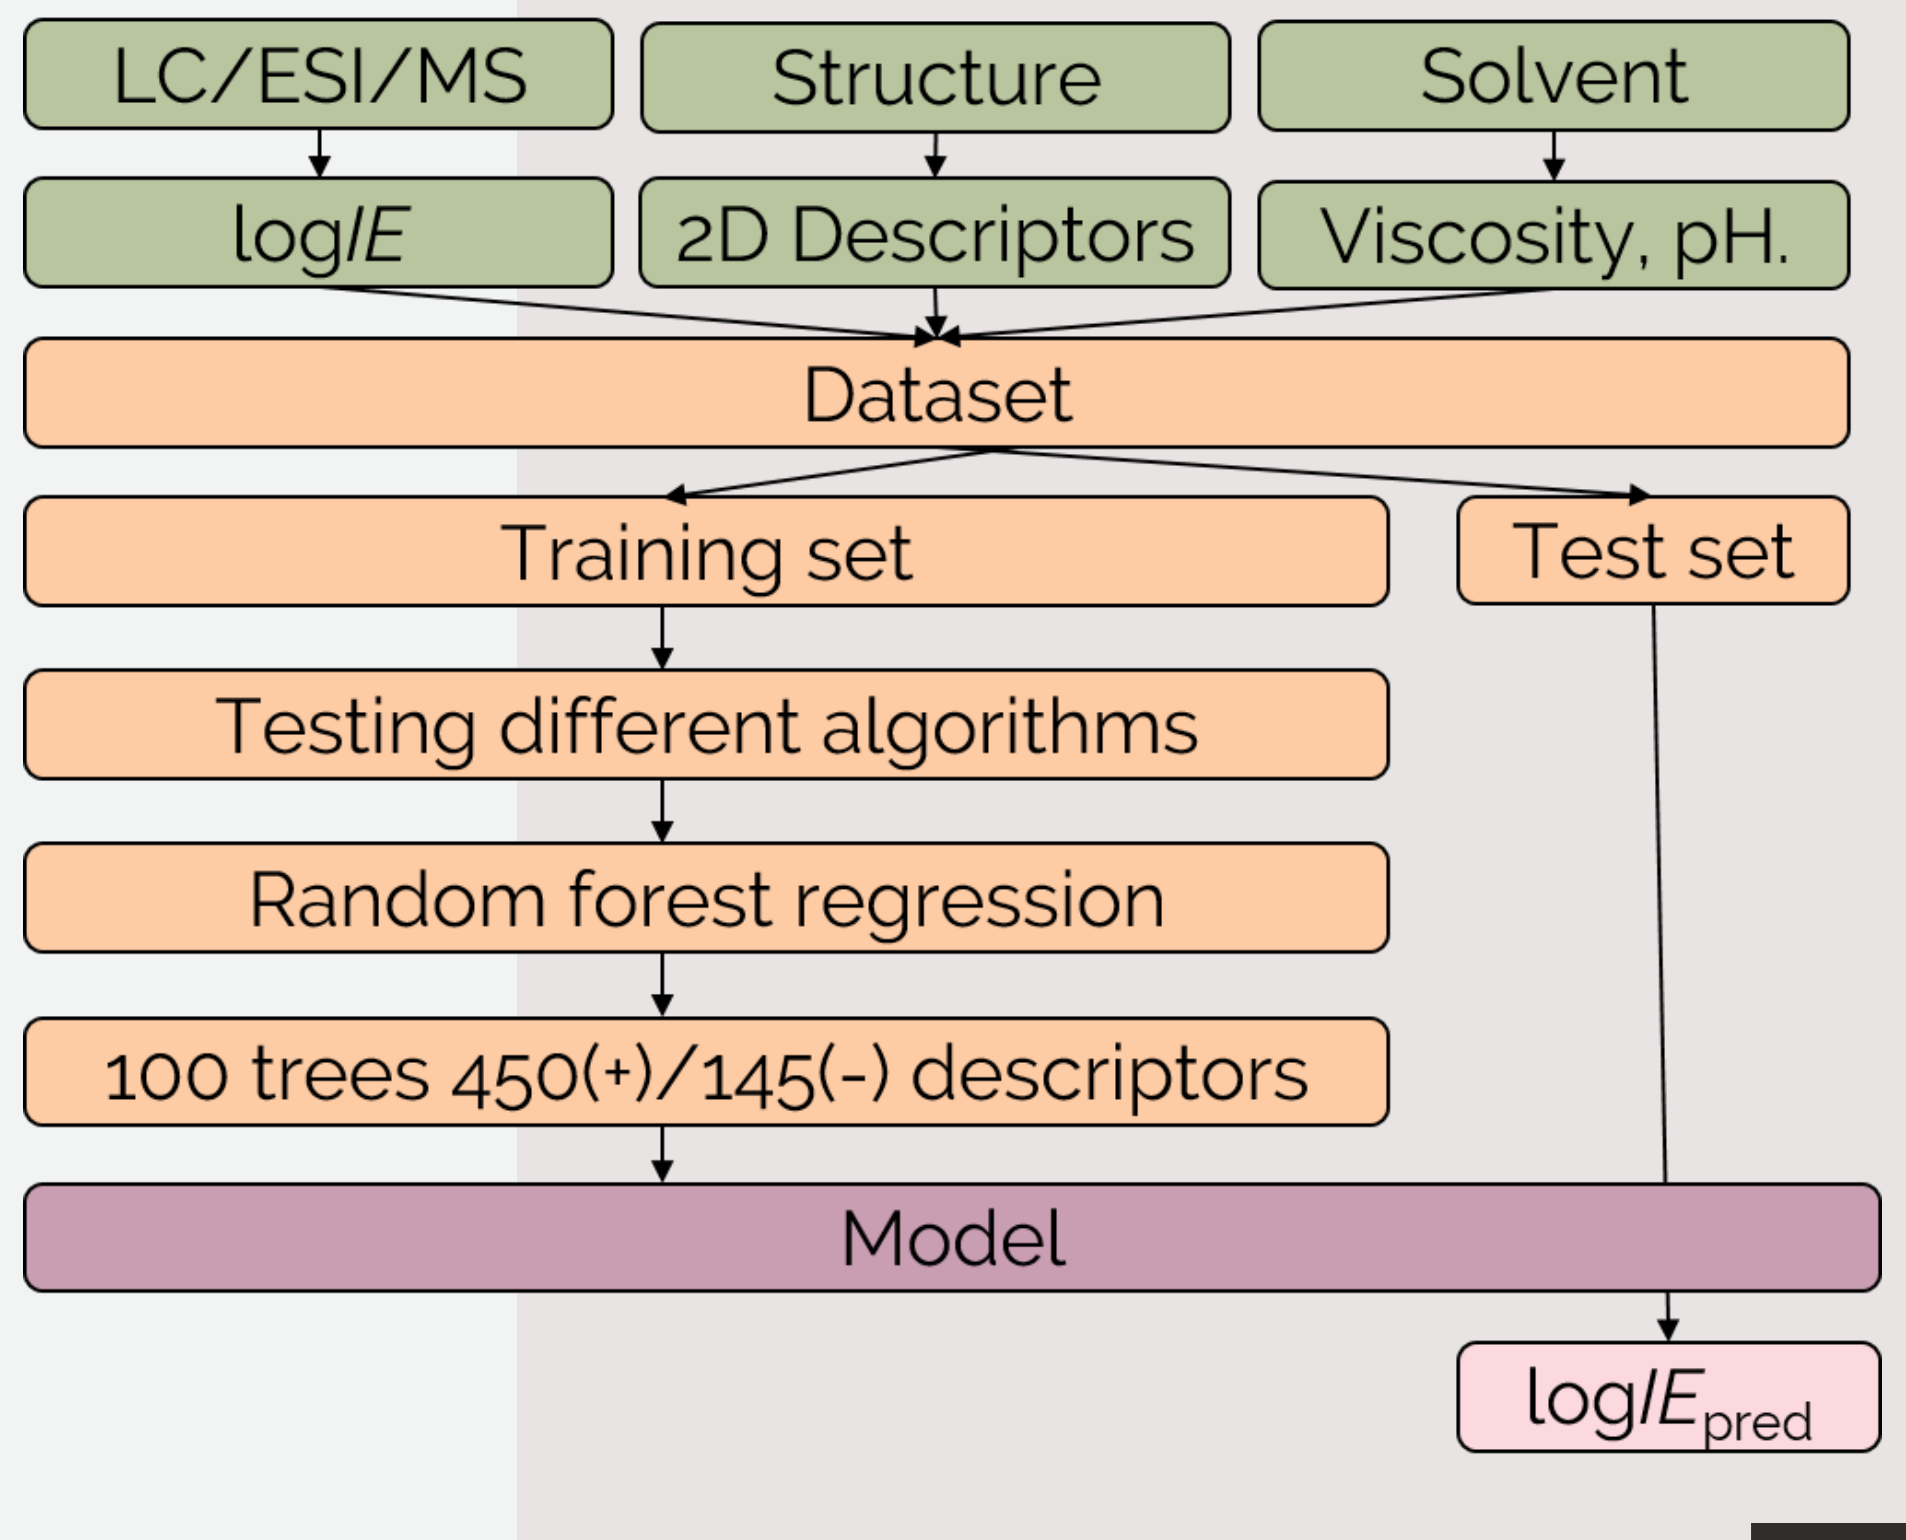 LC/ESI/MS
Structure
Solvent
logIE
2D Descriptors
Viscosity, pH.
Dataset
Training set
Test set
Testing different algorithms
Random forest regression
100 trees 450(+)/145(-) descriptors
Model
logIEpred